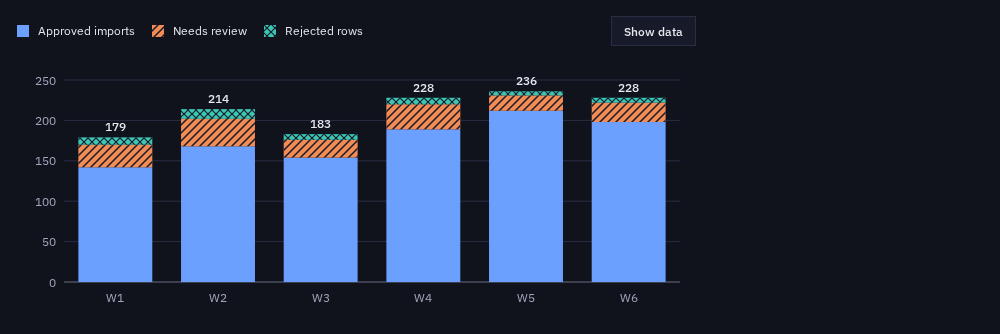 Approved imports
Needs review
Rejected rows
Show data
250
200
150
100
50
0
179
214
183
228
236
228
W1
W2
W3
W4
W5
W6